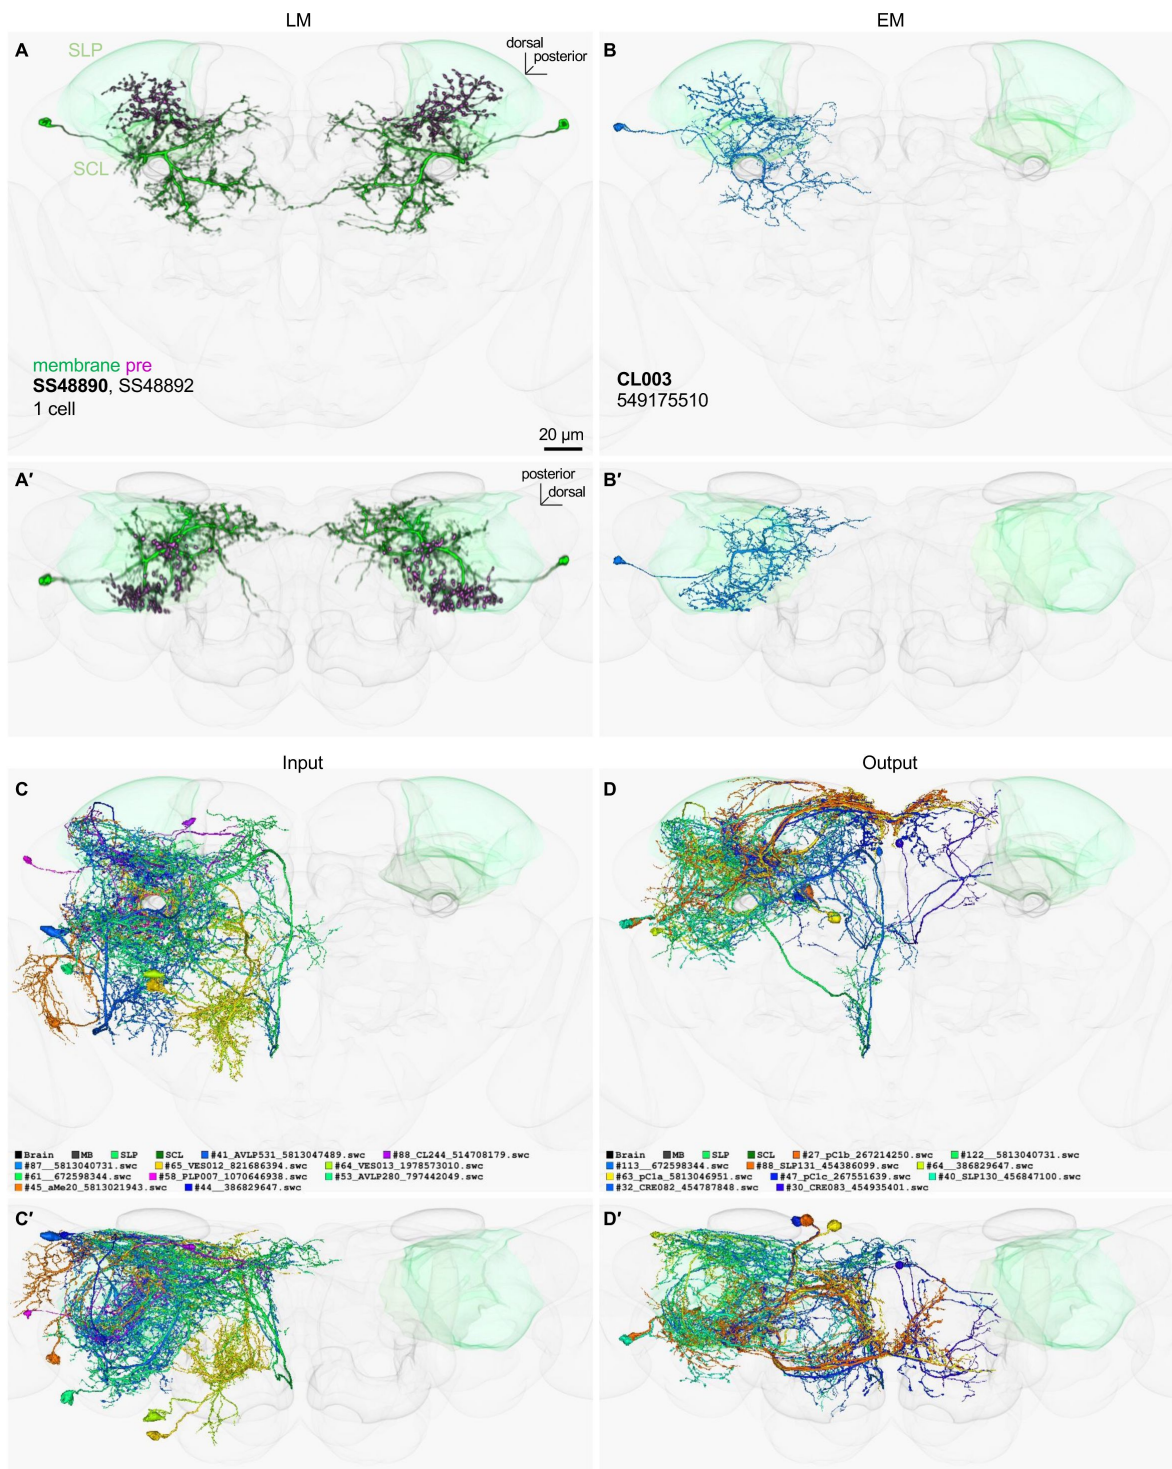 LM
EM
A
SLP
dorsal
posterior
B
SCL
membrane pre
SS48890, SS48892
1 cell
20 µm
CL003
549175510
A′
posterior
dorsal
B′
Input
Output
C
D
Brain MB SLP SCL #41_AVLP531_5813047489.swc #88_CL244_514708179.swc
#87__5813040731.swc #65_VES012_821686394.swc #64_VES013_1978573010.swc
#61__672598344.swc #58_PLP007_1070646938.swc #53_AVLP280_797442049.swc
#45_aMe20_5813021943.swc #44__386829647.swc
Brain MB SLP SCL #27_pC1b_267214250.swc #122__5813040731.swc
#113__672598344.swc #88_SLP131_454386099.swc #64__386829647.swc
#63_pC1a_5813046951.swc #47_pC1c_267551639.swc #40_SLP130_456847100.swc
#32_CRE082_454787848.swc #30_CRE083_454935401.swc
C′
D′